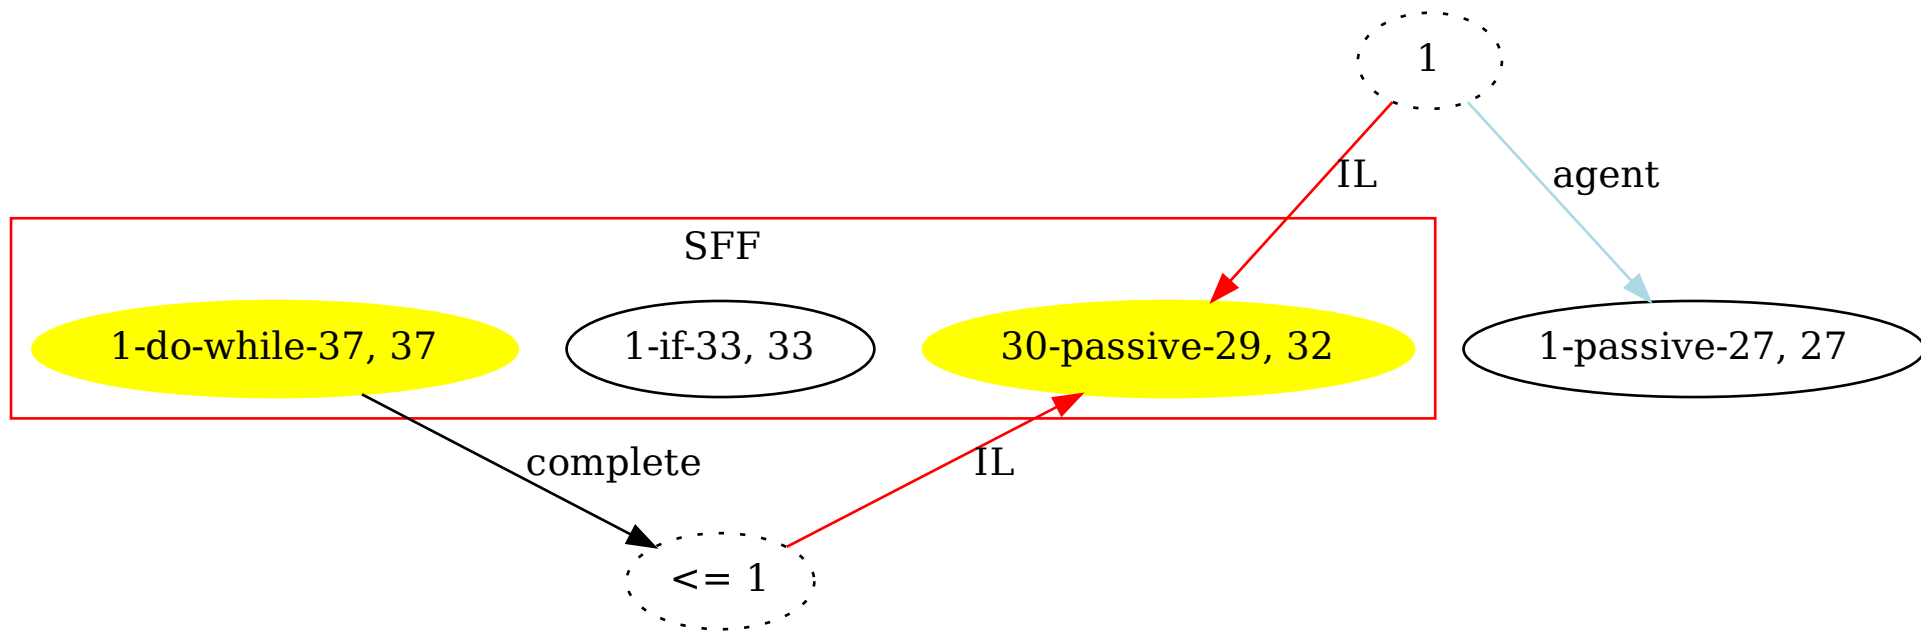 1
IL
agent
SFF
1-do-while-37, 37
1-if-33, 33
30-passive-29, 32
1-passive-27, 27
complete
IL
<= 1